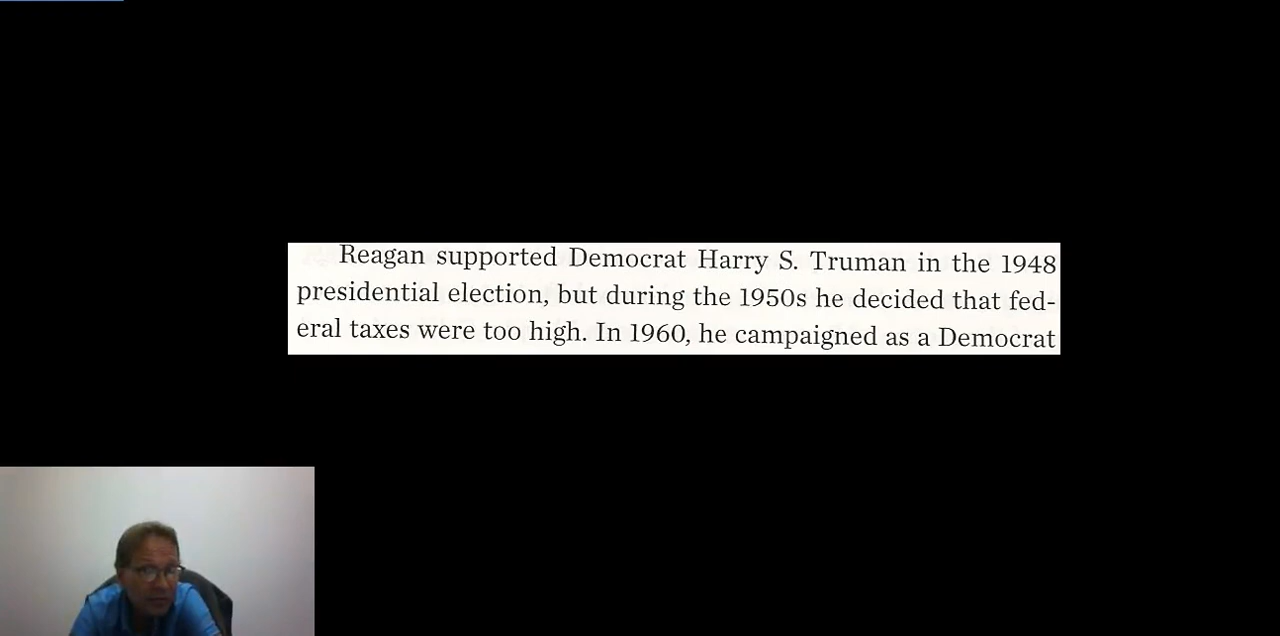 Reagan supported Democrat Harry S. Truman in the 1948
presidential election, but during the 1950s he decided that fed-
eral taxes were too high. In 1960, he campaigned as a Democrat